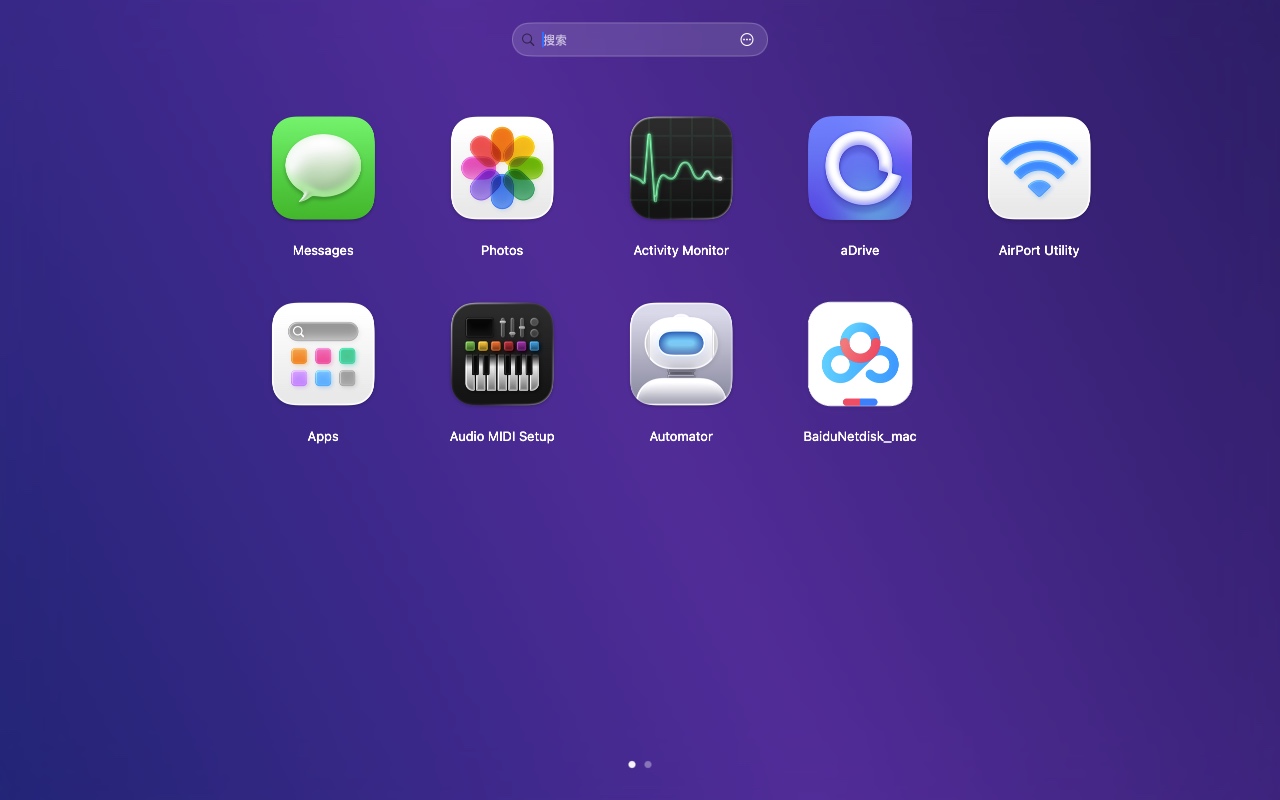 搜索
Messages
Photos
Activity Monitor
aDrive
AirPort Utility
Apps
Audio MIDI Setup
Automator
BaiduNetdisk_mac